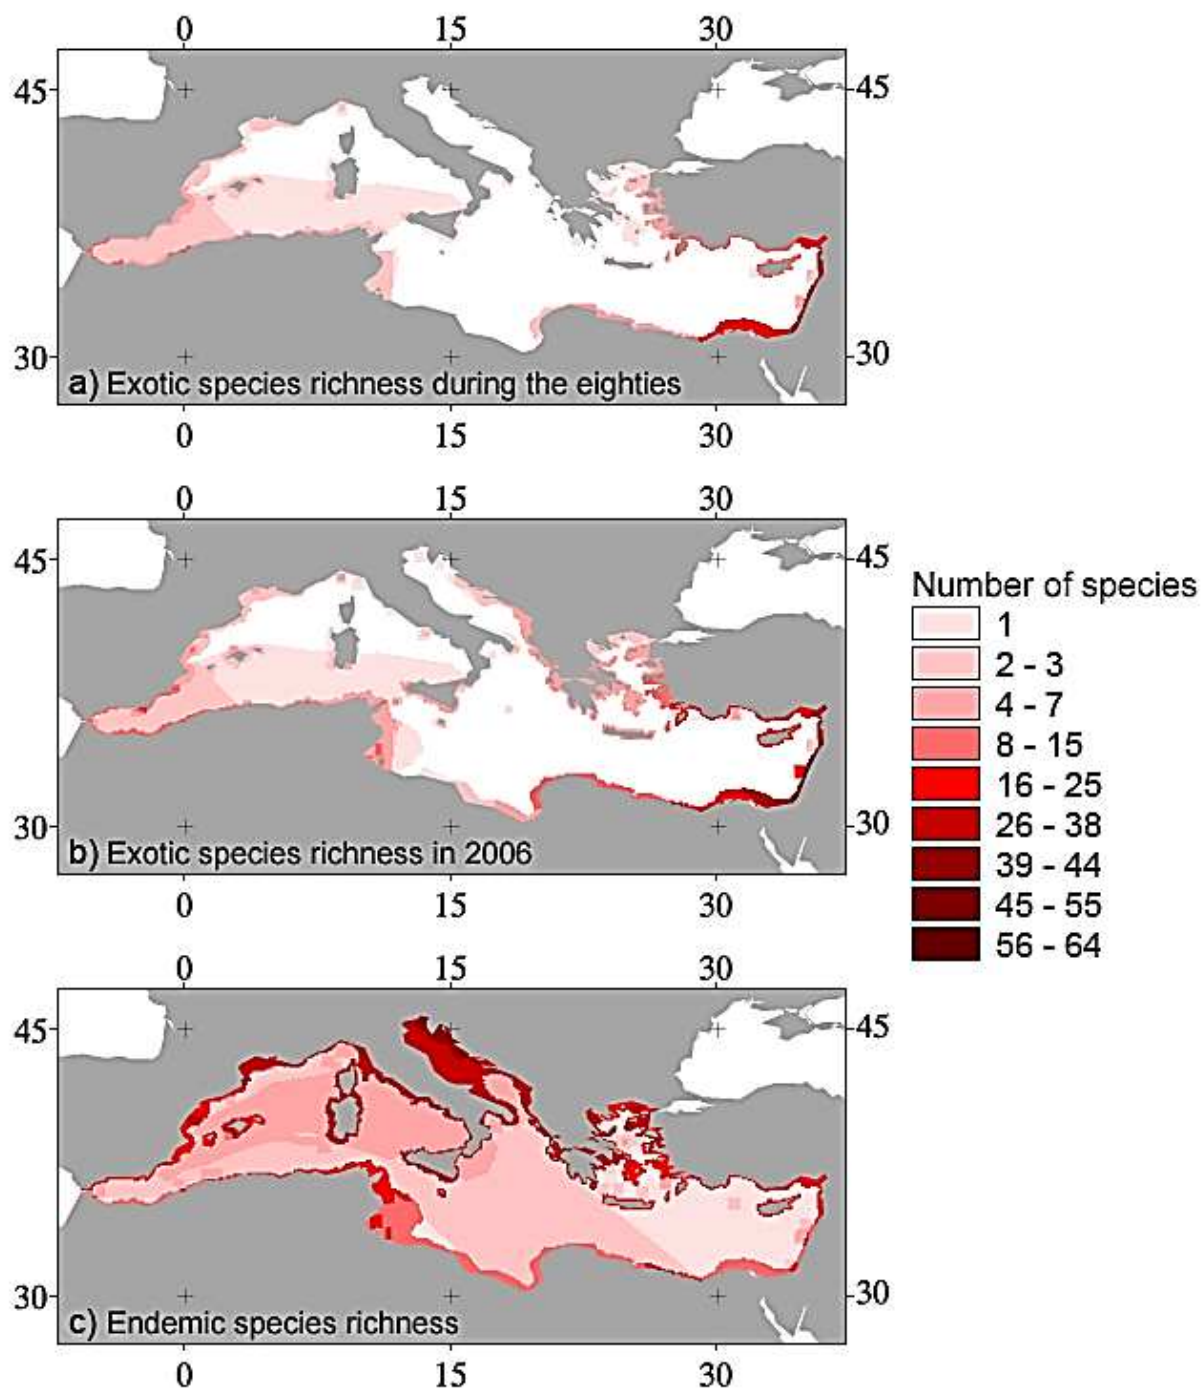 0 15 30
45 45
30 30
a) Exotic species richness during the eighties
0 15 30
0 15 30
45 45
30 30
b) Exotic species richness in 2006
0 15 30
Number of species
1
2 - 3
4 - 7
8 - 15
16 - 25
26 - 38
39 - 44
45 - 55
56 - 64
0 15 30
45 45
30 30
c) Endemic species richness
0 15 30